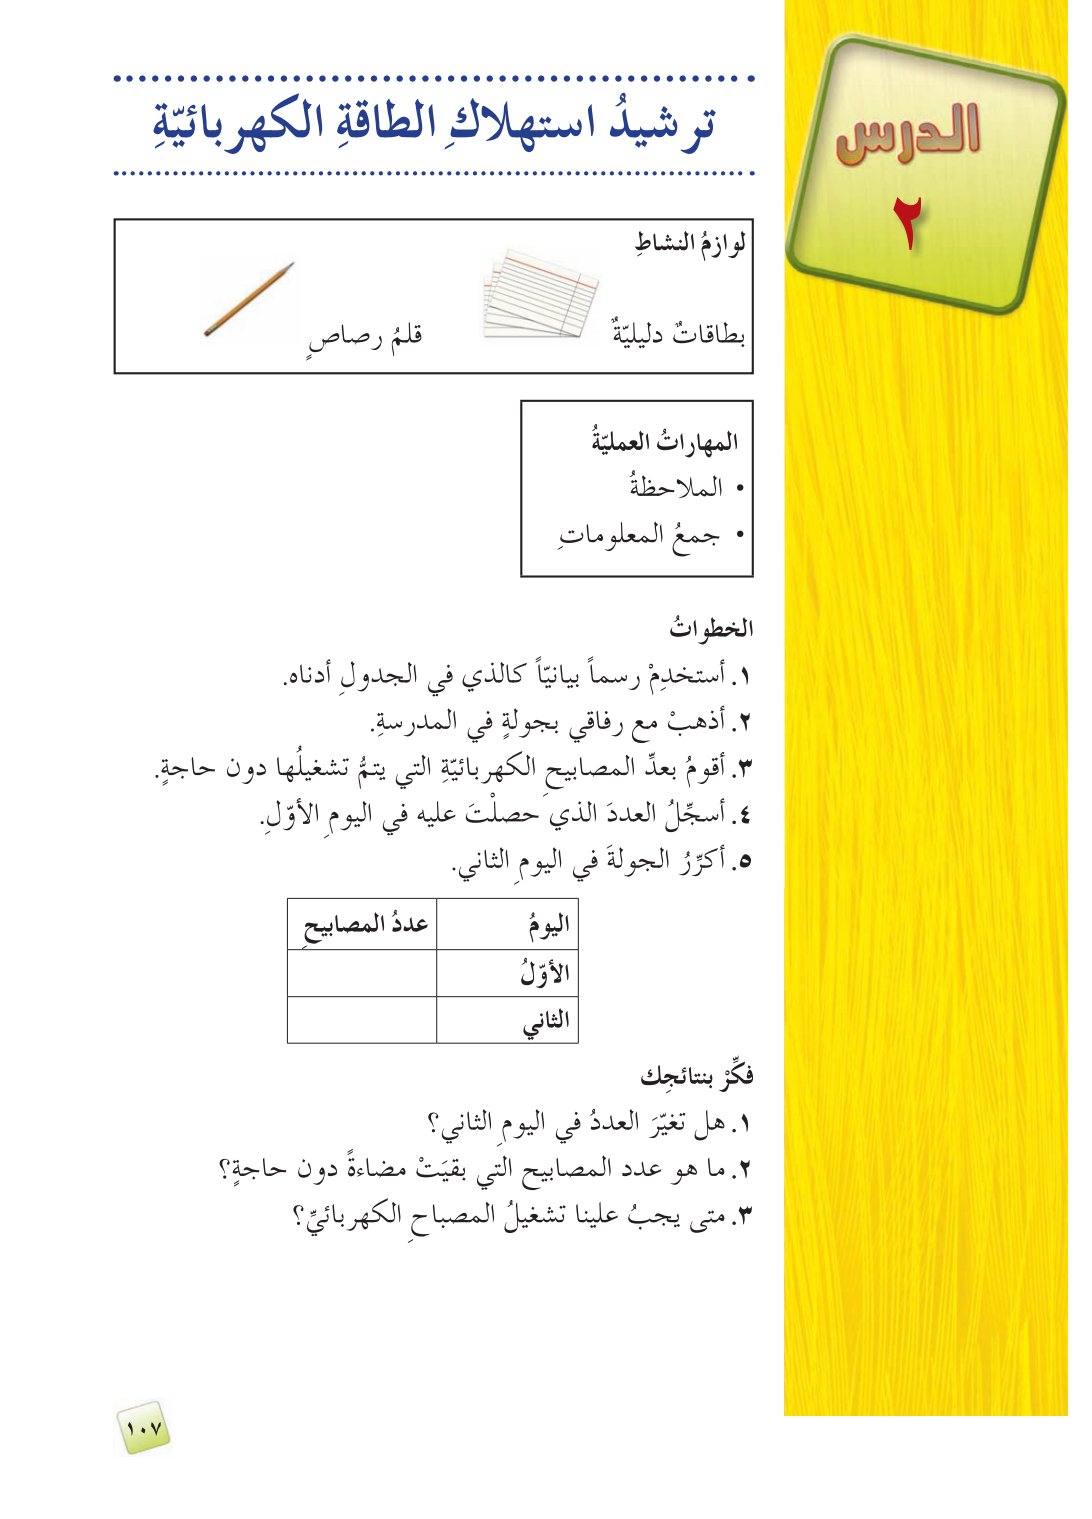 الدرس
٢
ترشيدُ استهلاكِ الطاقةِ الكهربائيّةِ
لوازمُ النشاطِ
بطاقاتٌ دليليّةٌ
قلمُ رصاصٍ
المهاراتُ العمليّةُ
• الملاحظةُ
• جمعُ المعلوماتِ
الخطواتُ
١. أستخدِمْ رسماً بيانيّاً كالذي في الجدولِ أدناه.
٢. أذهبْ مع رفاقي بجولةٍ في المدرسةِ.
٣. أقومُ بعدِّ المصابيحِ الكهربائيّةِ التي يتمُّ تشغيلُها دون حاجةٍ.
٤. أسجِّلُ العددَ الذي حصلْتَ عليه في اليومِ الأوّلِ.
٥. أكرِّرُ الجولةَ في اليومِ الثاني.
اليومُ عددُ المصابيحِ
الأوّلُ
الثاني
فكِّرْ بنتائجِك
١. هل تغيّرَ العددُ في اليومِ الثاني؟
٢. ما هو عدد المصابيح التي بقيَتْ مضاءةً دون حاجةٍ؟
٣. متى يجبُ علينا تشغيلُ المصباحِ الكهربائيِّ؟
١٠٧